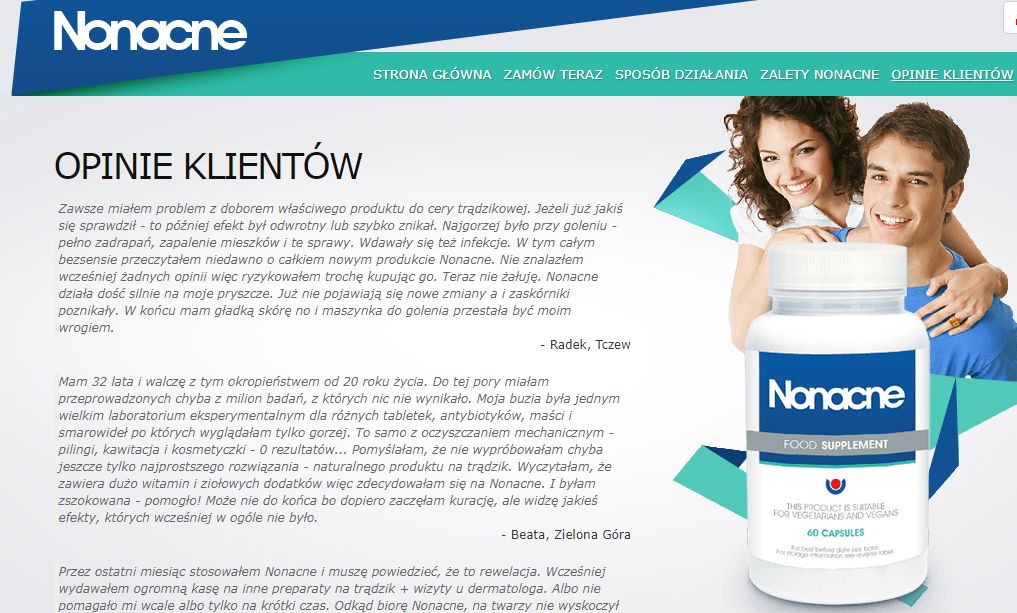 Nonacne
STRONA GŁÓWNA ZAMÓW TERAZ SPOSÓB DZIAŁANIA ZALETY NONACNE OPINIE KLIENTÓW
OPINIE KLIENTÓW
Zawsze miałem problem z doborem właściwego produktu do cery trądzikowej. Jeżeli już jakiś
się sprawdził - to później efekt był odwrotny lub szybko znikał. Najgorzej było przy goleniu -
pełno zadrapań, zapalenie mieszków i te sprawy. Wdawały się też infekcje. W tym całym
bezsensie przeczytałem niedawno o całkiem nowym produkcie Nonacne. Nie znalazłem
wcześniej żadnych opinii więc ryzykowałem trochę kupując go. Teraz nie żałuję. Nonacne
działa dość silnie na moje pryszcze. Już nie pojawiają się nowe zmiany a i zaskórniki
poznikały. W końcu mam gładką skórę no i maszynka do golenia przestała być moim
wrogiem.
- Radek, Tczew
Mam 32 lata i walczę z tym okropieństwem od 20 roku życia. Do tej pory miałam
przeprowadzonych chyba z milion badań, z których nic nie wynikało. Moja buzia była jednym
wielkim laboratorium eksperymentalnym dla różnych tabletek, antybiotyków, maści i
smarowideł po których wyglądałam tylko gorzej. To samo z oczyszczaniem mechanicznym -
pilingi, kawitacja i kosmetyczki - 0 rezultatów... Pomyślałam, że nie wypróbowałam chyba
jeszcze tylko najprostszego rozwiązania - naturalnego produktu na trądzik. Wyczytałam, że
zawiera dużo witamin i ziołowych dodatków więc zdecydowałam się na Nonacne. I byłam
zszokowana - pomogło! Może nie do końca bo dopiero zaczęłam kurację, ale widzę jakieś
efekty, których wcześniej w ogóle nie było.
- Beata, Zielona Góra
Przez ostatni miesiąc stosowałem Nonacne i muszę powiedzieć, że to rewelacja. Wcześniej
wydawałem ogromną kasę na inne preparaty na trądzik + wizyty u dermatologa. Albo nie
pomagało mi wcale albo tylko na krótki czas. Odkąd biorę Nonacne, na twarzy nie wyskoczył
Nonacne
FOOD SUPPLEMENT
THIS PRODUCT IS SUITABLE
FOR VEGETARIANS AND VEGANS
60 CAPSULES
For best before date see base.
For storage information see reverse label.